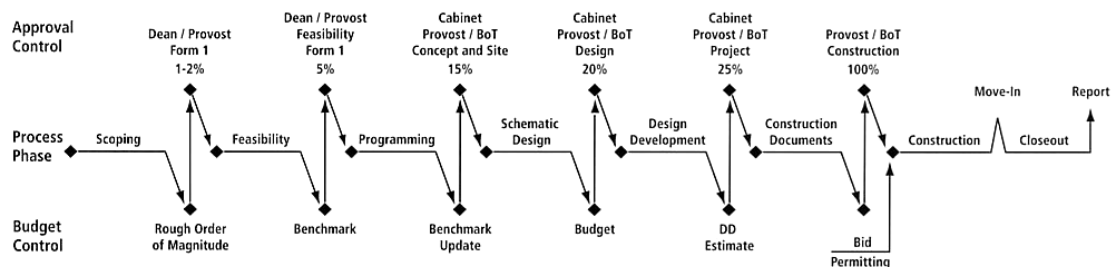 Approval
Control
Dean / Provost
Form 1
1-2%
Dean / Provost
Feasibility
Form 1
5%
Cabinet
Provost / BoT
Concept and Site
15%
Cabinet
Provost / BoT
Design
20%
Cabinet
Provost / BoT
Project
25%
Provost / BoT
Construction
100%
Move-In
Report
Process
Phase
Scoping
Feasibility
Programming
Schematic
Design
Design
Development
Construction
Documents
Construction
Closeout
Budget
Control
Rough Order
of Magnitude
Benchmark
Benchmark
Update
Budget
DD
Estimate
Bid
Permitting